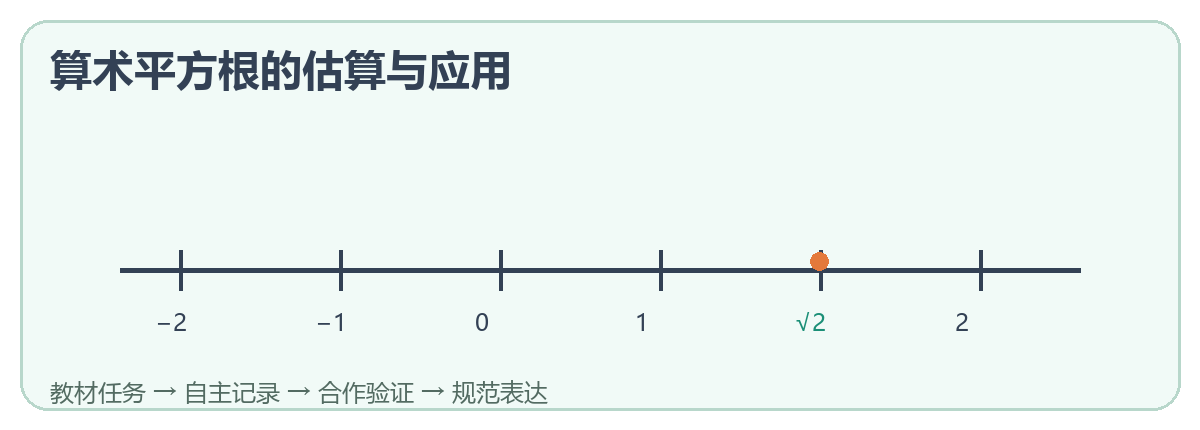 算术平方根的估算与应用
−2 −1 0 1 √2 2
教材任务 → 自主记录 → 合作验证 → 规范表达